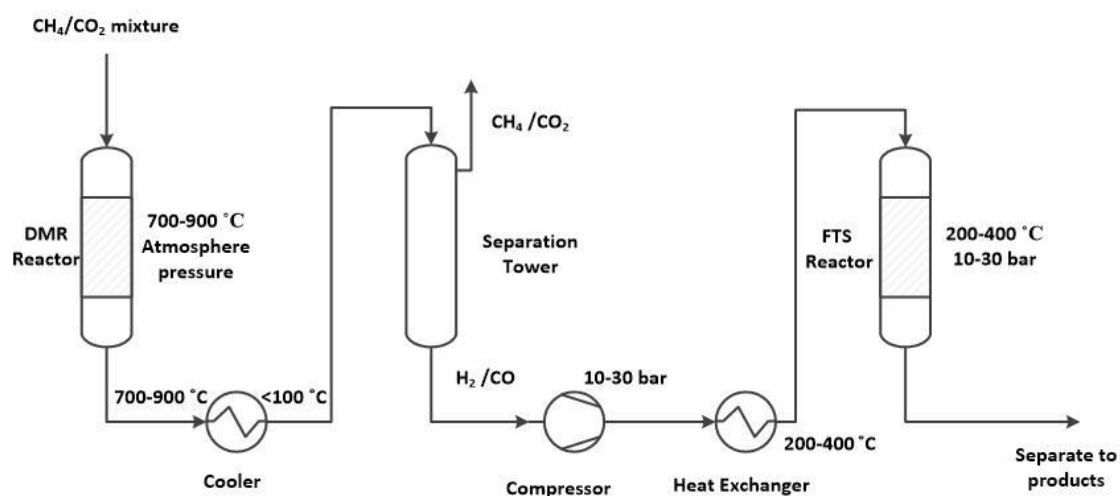 CH₄/CO₂ mixture
DMR
Reactor
700-900 ˚C
Atmosphere
pressure
700-900 ˚C
<100 ˚C
Cooler
CH₄ /CO₂
Separation
Tower
H₂ /CO
10-30 bar
Compressor
Heat Exchanger
200-400 ˚C
FTS
Reactor
200-400 ˚C
10-30 bar
Separate to
products